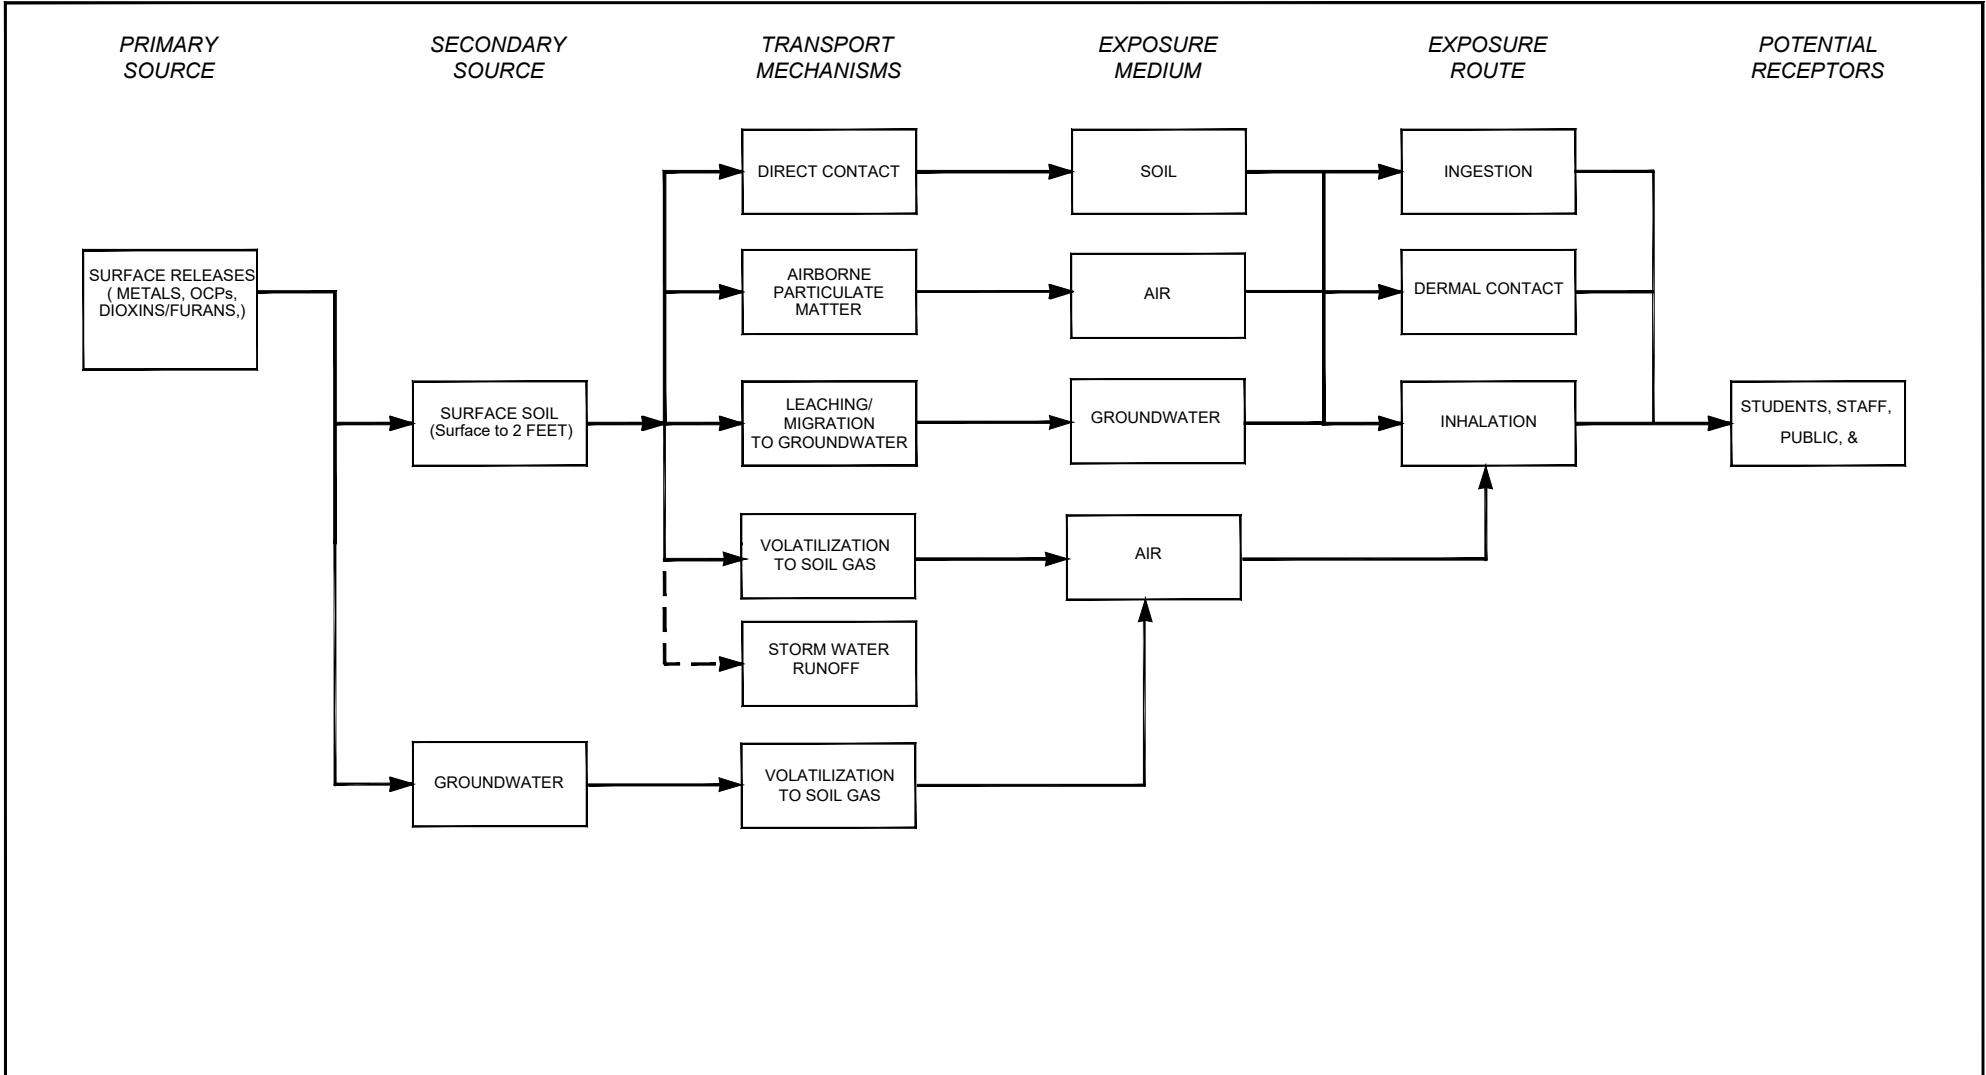 PRIMARY
SOURCE
SECONDARY
SOURCE
TRANSPORT
MECHANISMS
EXPOSURE
MEDIUM
EXPOSURE
ROUTE
POTENTIAL
RECEPTORS
SURFACE RELEASES
( METALS, OCPs,
DIOXINS/FURANS,)
SURFACE SOIL
(Surface to 2 FEET)
GROUNDWATER
DIRECT CONTACT
AIRBORNE
PARTICULATE
MATTER
LEACHING/
MIGRATION
TO GROUNDWATER
VOLATILIZATION
TO SOIL GAS
STORM WATER
RUNOFF
VOLATILIZATION
TO SOIL GAS
SOIL
AIR
GROUNDWATER
AIR
INGESTION
DERMAL CONTACT
INHALATION
STUDENTS, STAFF,
PUBLIC, &